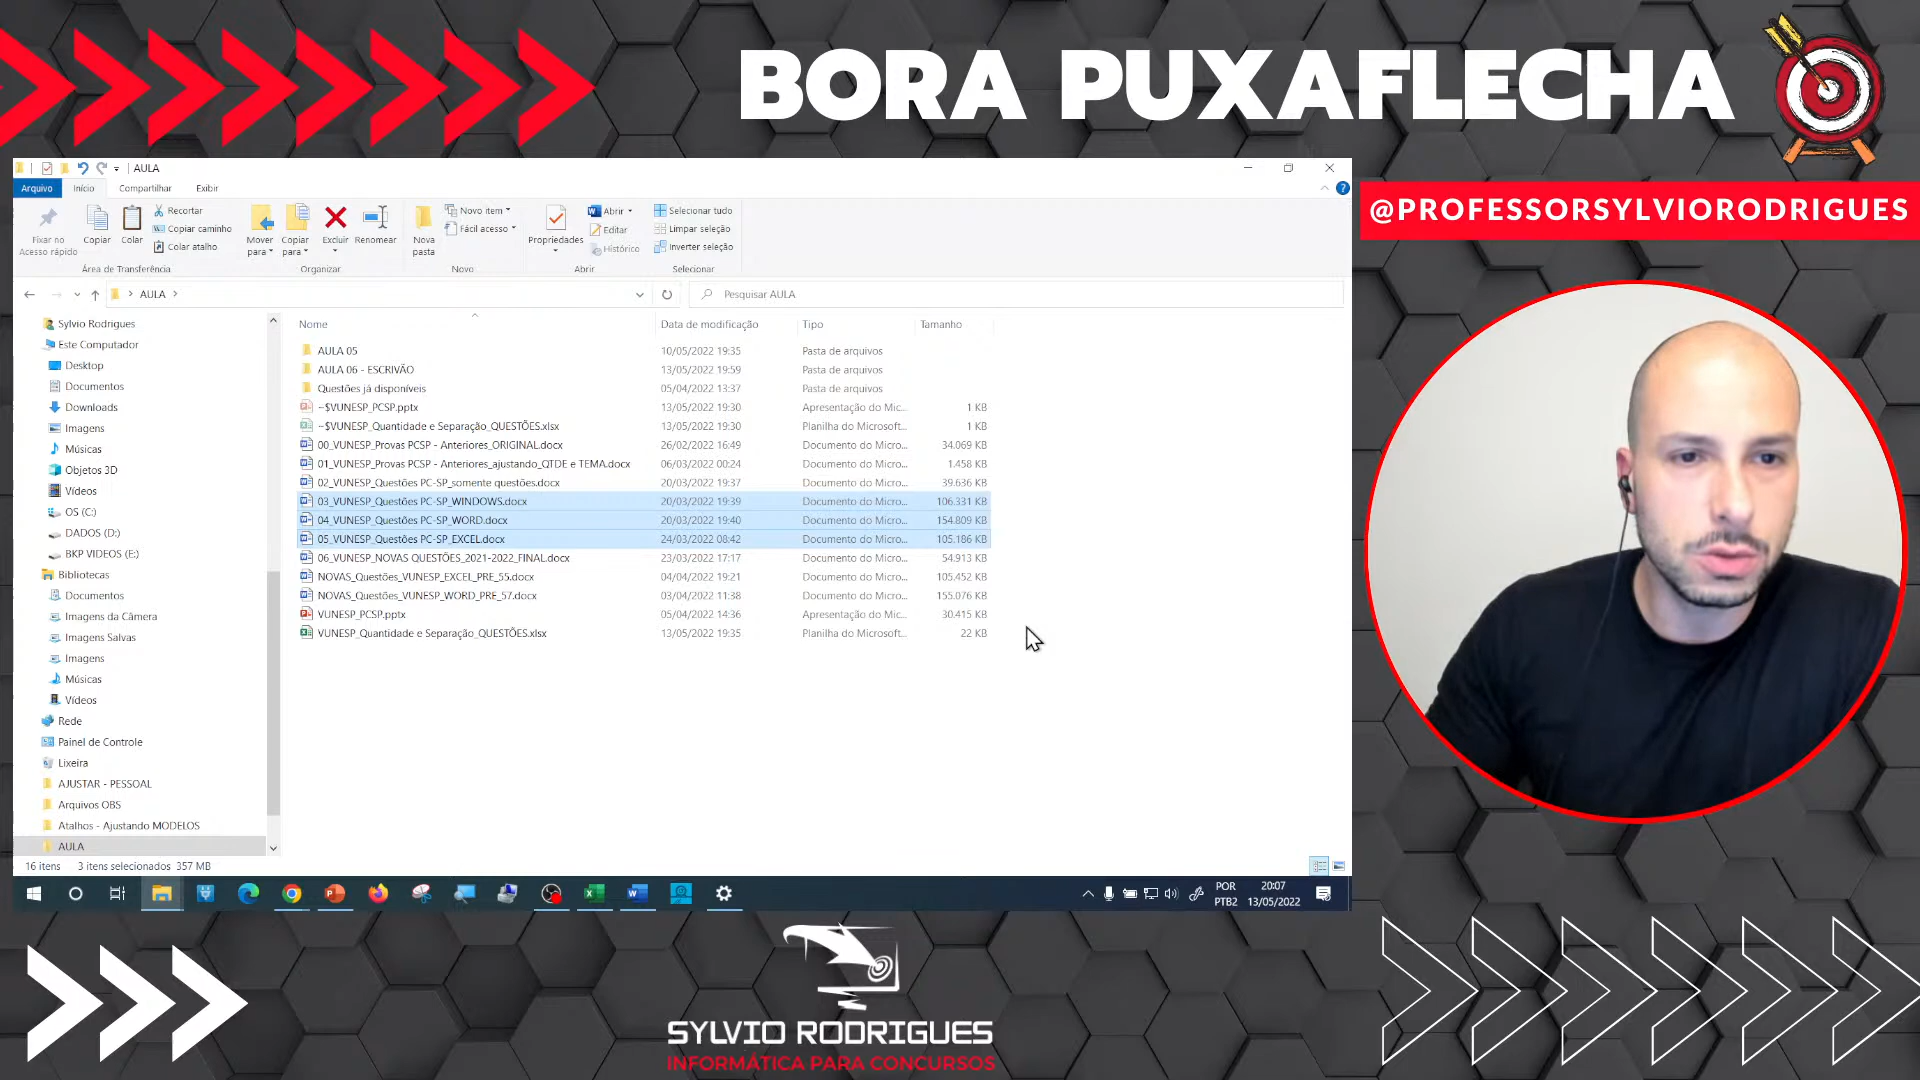 BORA PUXAFLECHA
@PROFESSORSYLVIORODRIGUES
AULA
Arquivo Início Compartilhar Exibir
Fixar no Acesso rápido
Copiar
Colar
Recortar
Copiar caminho
Colar atalho
Área de Transferência
Mover para
Copiar para
Excluir
Renomear
Organizar
Nova pasta
Novo item
Fácil acesso
Novo
Propriedades
Abrir
Editar
Histórico
Abrir
Selecionar tudo
Limpar seleção
Inverter seleção
Selecionar
AULA
Pesquisar AULA
Sylvio Rodrigues
Este Computador
Desktop
Documentos
Downloads
Imagens
Músicas
Objetos 3D
Vídeos
OS (C:)
DADOS (D:)
BKP VIDEOS (E:)
Bibliotecas
Documentos
Imagens da Câmera
Imagens Salvas
Imagens
Músicas
Vídeos
Rede
Painel de Controle
Lixeira
AJUSTAR - PESSOAL
Arquivos OBS
Atalhos - Ajustando MODELOS
AULA
Nome Data de modificação Tipo Tamanho
AULA 05 10/05/2022 19:35 Pasta de arquivos
AULA 06 - ESCRIVÃO 13/05/2022 19:59 Pasta de arquivos
Questões já disponíveis 05/04/2022 13:37 Pasta de arquivos
~$VUNESP_PCSP.pptx 13/05/2022 19:30 Apresentação do Mic... 1 KB
~$VUNESP_Quantidade e Separação_QUESTÕES.xlsx 13/05/2022 19:30 Planilha do Microsoft... 1 KB
00_VUNESP_Provas PCSP - Anteriores_ORIGINAL.docx 26/02/2022 16:49 Documento do Micro... 34.069 KB
01_VUNESP_Provas PCSP - Anteriores_ajustando_QTDE e TEMA.docx 06/03/2022 00:24 Documento do Micro... 1.458 KB
02_VUNESP_Questões PC-SP_somente questões.docx 20/03/2022 19:37 Documento do Micro... 39.636 KB
03_VUNESP_Questões PC-SP_WINDOWS.docx 20/03/2022 19:39 Documento do Micro... 106.331 KB
04_VUNESP_Questões PC-SP_WORD.docx 20/03/2022 19:40 Documento do Micro... 154.809 KB
05_VUNESP_Questões PC-SP_EXCEL.docx 24/03/2022 08:42 Documento do Micro... 105.186 KB
06_VUNESP_NOVAS QUESTÕES_2021-2022_FINAL.docx 23/03/2022 17:17 Documento do Micro... 54.913 KB
NOVAS_Questões_VUNESP_EXCEL_PRE_55.docx 04/04/2022 19:21 Documento do Micro... 105.452 KB
NOVAS_Questões_VUNESP_WORD_PRE_57.docx 03/04/2022 11:38 Documento do Micro... 155.076 KB
VUNESP_PCSP.pptx 05/04/2022 14:36 Apresentação do Mic... 30.415 KB
VUNESP_Quantidade e Separação_QUESTÕES.xlsx 13/05/2022 19:35 Planilha do Microsoft... 22 KB
16 itens 3 itens selecionados 357 MB
POR
PTB2
20:07
13/05/2022
SYLVIO RODRIGUES
INFORMÁTICA PARA CONCURSOS